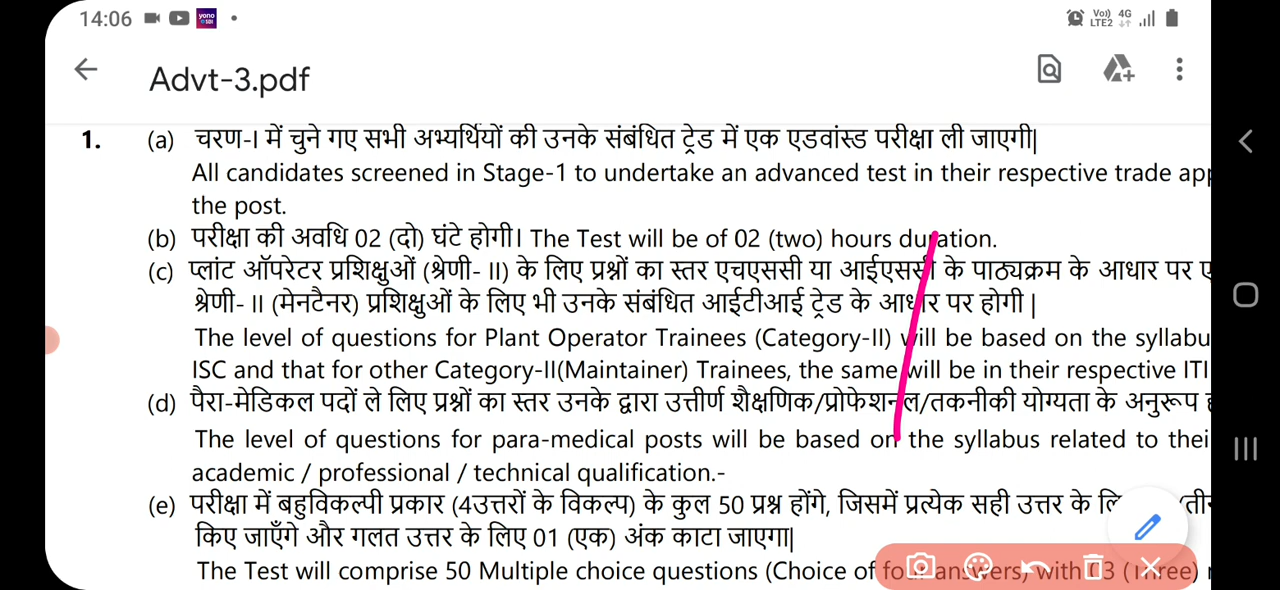 14:06
yono SBI
Vo)) 4G
LTE2
Advt-3.pdf
1. (a) चरण-I में चुने गए सभी अभ्यर्थियों की उनके संबंधित ट्रेड में एक एडवांस्ड परीक्षा ली जाएगी|
All candidates screened in Stage-1 to undertake an advanced test in their respective trade app
the post.
(b) परीक्षा की अवधि 02 (दो) घंटे होगी। The Test will be of 02 (two) hours duration.
(c) प्लांट ऑपरेटर प्रशिक्षुओं (श्रेणी- II) के लिए प्रश्नों का स्तर एचएससी या आईएससी के पाठ्यक्रम के आधार पर ए
श्रेणी- II (मेनटैनर) प्रशिक्षुओं के लिए भी उनके संबंधित आईटीआई ट्रेड के आधार पर होगी |
The level of questions for Plant Operator Trainees (Category-II) will be based on the syllabu
ISC and that for other Category-II(Maintainer) Trainees, the same will be in their respective ITI
(d) पैरा-मेडिकल पदों ले लिए प्रश्नों का स्तर उनके द्वारा उत्तीर्ण शैक्षणिक/प्रोफेशनल/तकनीकी योग्यता के अनुरूप ह
The level of questions for para-medical posts will be based on the syllabus related to thei
academic / professional / technical qualification.-
(e) परीक्षा में बहुविकल्पी प्रकार (4उत्तरों के विकल्प) के कुल 50 प्रश्न होंगे, जिसमें प्रत्येक सही उत्तर के लि /ती
किए जाएँगे और गलत उत्तर के लिए 01 (एक) अंक काटा जाएगा|
The Test will comprise 50 Multiple choice questions (Choice of four answers) with 03 (Three)